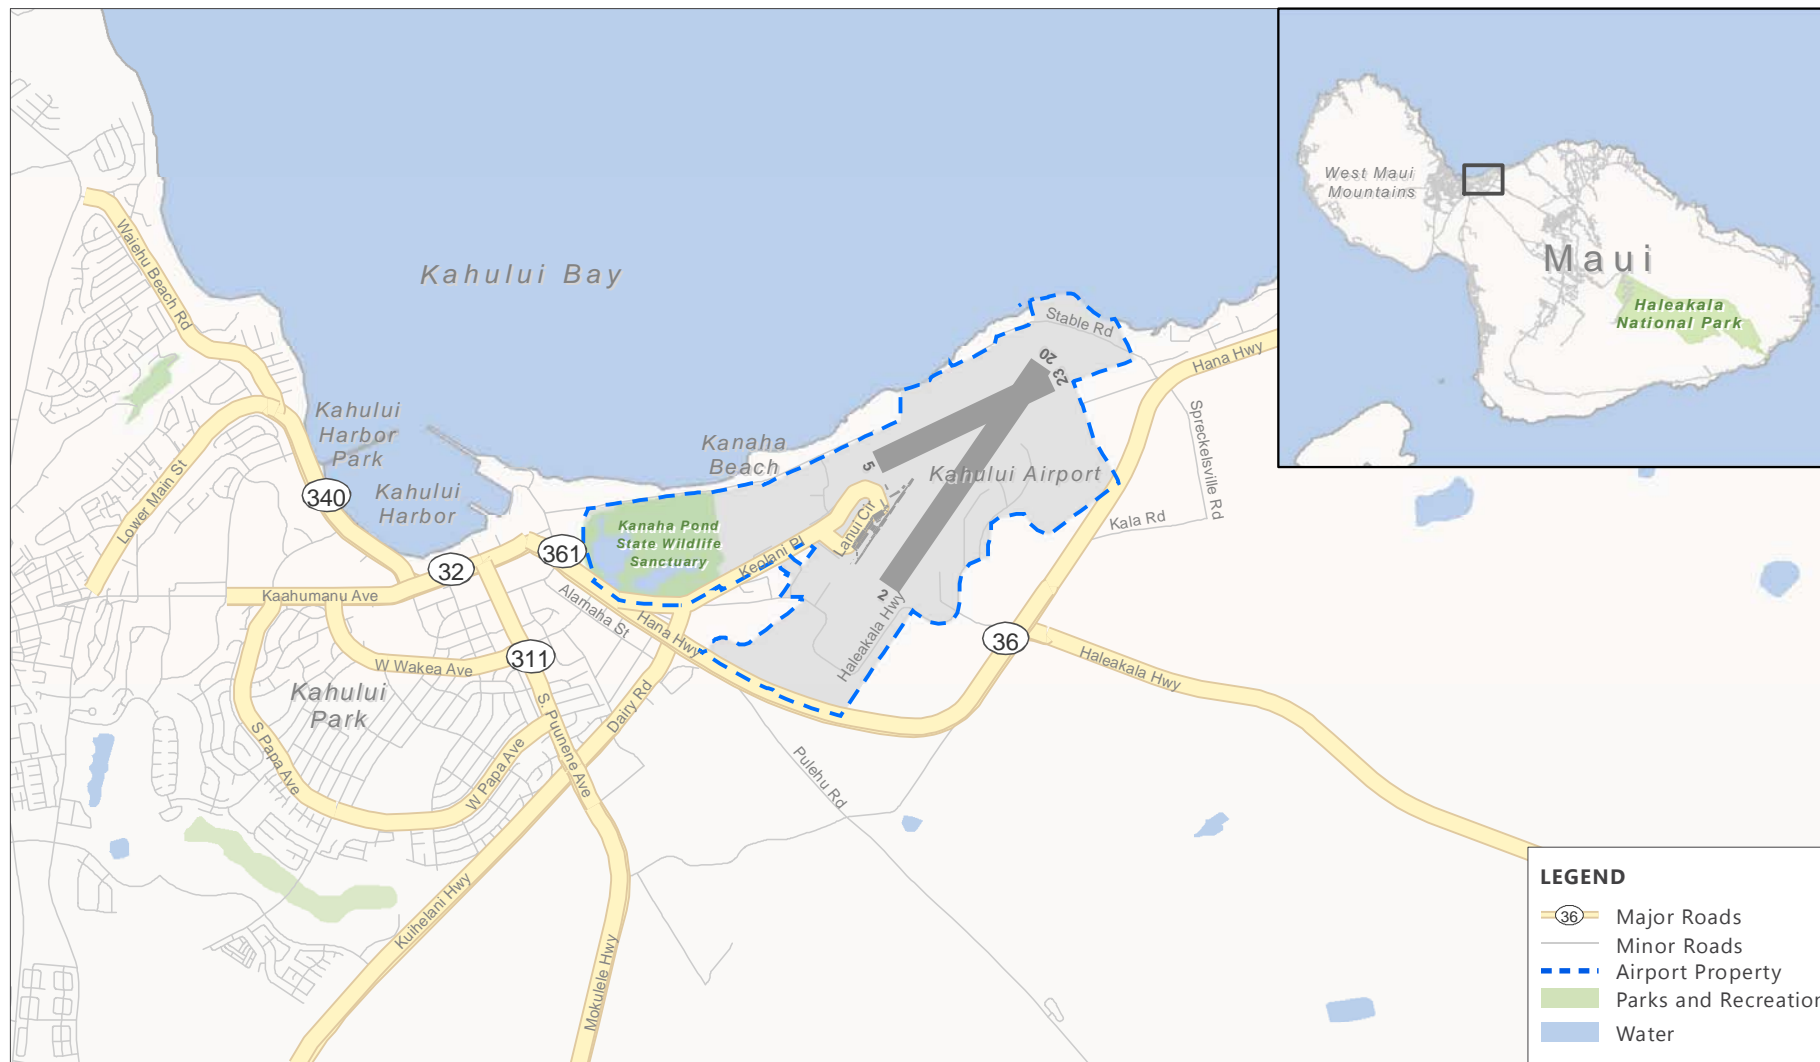 West Maui
Mountains
Maui
Haleakala
National Park
Waiehu Beach Rd
Kahului Bay
Stable Rd
20
23
Hana Hwy
Kahului
Harbor
Park
Kanaha
Beach
5
Kahului Airport
Spreckelsville Rd
Lower Main St
340
Kahului
Harbor
Kanaha Pond
State Wildlife
Sanctuary
Lanui Cir
Kala Rd
361
Keolani Pl
32
Kaahumanu Ave
Alamaha St
2
Hana Hwy
Haleakala Hwy
36
Haleakala Hwy
311
W Wakea Ave
Kahului
Park
Dairy Rd
S. Puunene Ave
S Papa Ave
W Papa Ave
Pulehu Rd
Kuihelani Hwy
Mokulele Hwy
LEGEND
36
Major Roads
Minor Roads
Airport Property
Parks and Recreation
Water